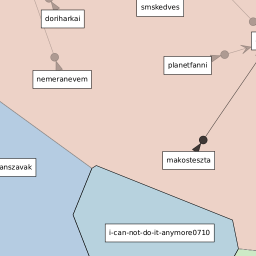 smskedves
doriharkai
planetfanni
nemeranevem
makosteszta
anszavak
i-can-not-do-it-anymore0710